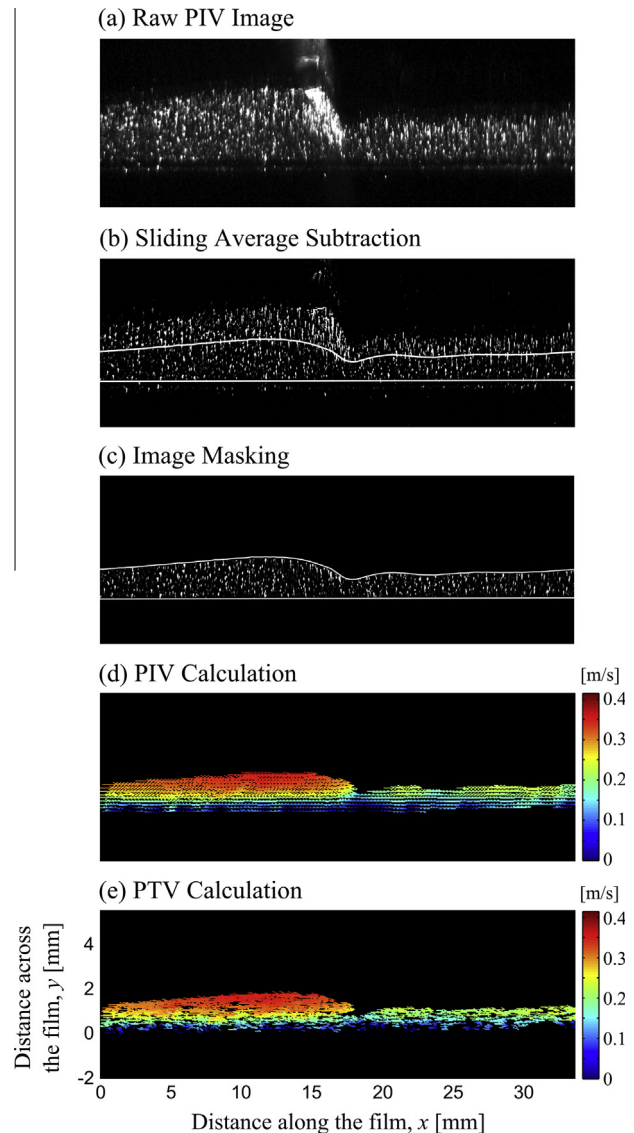 (a) Raw PIV Image
(b) Sliding Average Subtraction
(c) Image Masking
(d) PIV Calculation
[m/s]
0.4
0.3
0.2
0.1
0
(e) PTV Calculation
[m/s]
0.4
0.3
0.2
0.1
0
Distance across
the film, y [mm]
4
2
0
-2
0 5 10 15 20 25 30
Distance along the film, x [mm]